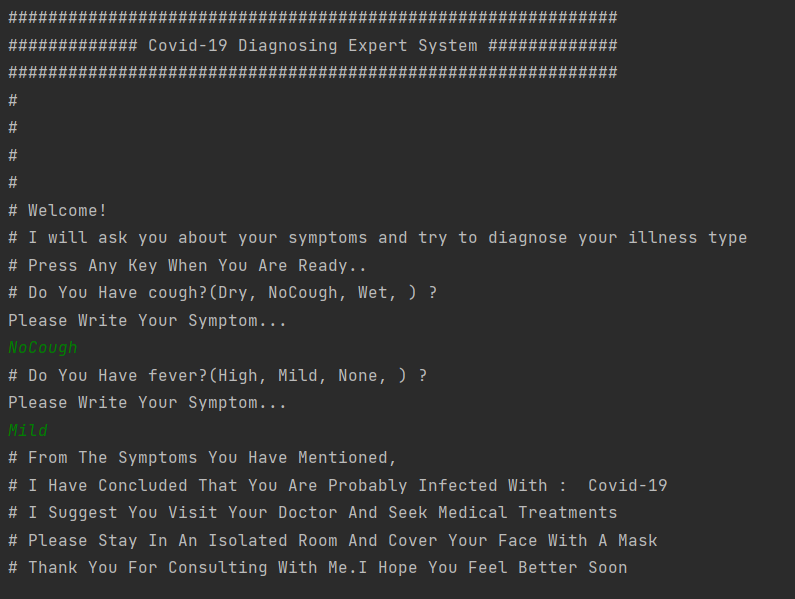 #############################################################
############# Covid-19 Diagnosing Expert System #############
#############################################################
#
#
#
#
# Welcome!
# I will ask you about your symptoms and try to diagnose your illness type
# Press Any Key When You Are Ready..
# Do You Have cough?(Dry, NoCough, Wet, ) ?
Please Write Your Symptom...
NoCough
# Do You Have fever?(High, Mild, None, ) ?
Please Write Your Symptom...
Mild
# From The Symptoms You Have Mentioned,
# I Have Concluded That You Are Probably Infected With :  Covid-19
# I Suggest You Visit Your Doctor And Seek Medical Treatments
# Please Stay In An Isolated Room And Cover Your Face With A Mask
# Thank You For Consulting With Me.I Hope You Feel Better Soon